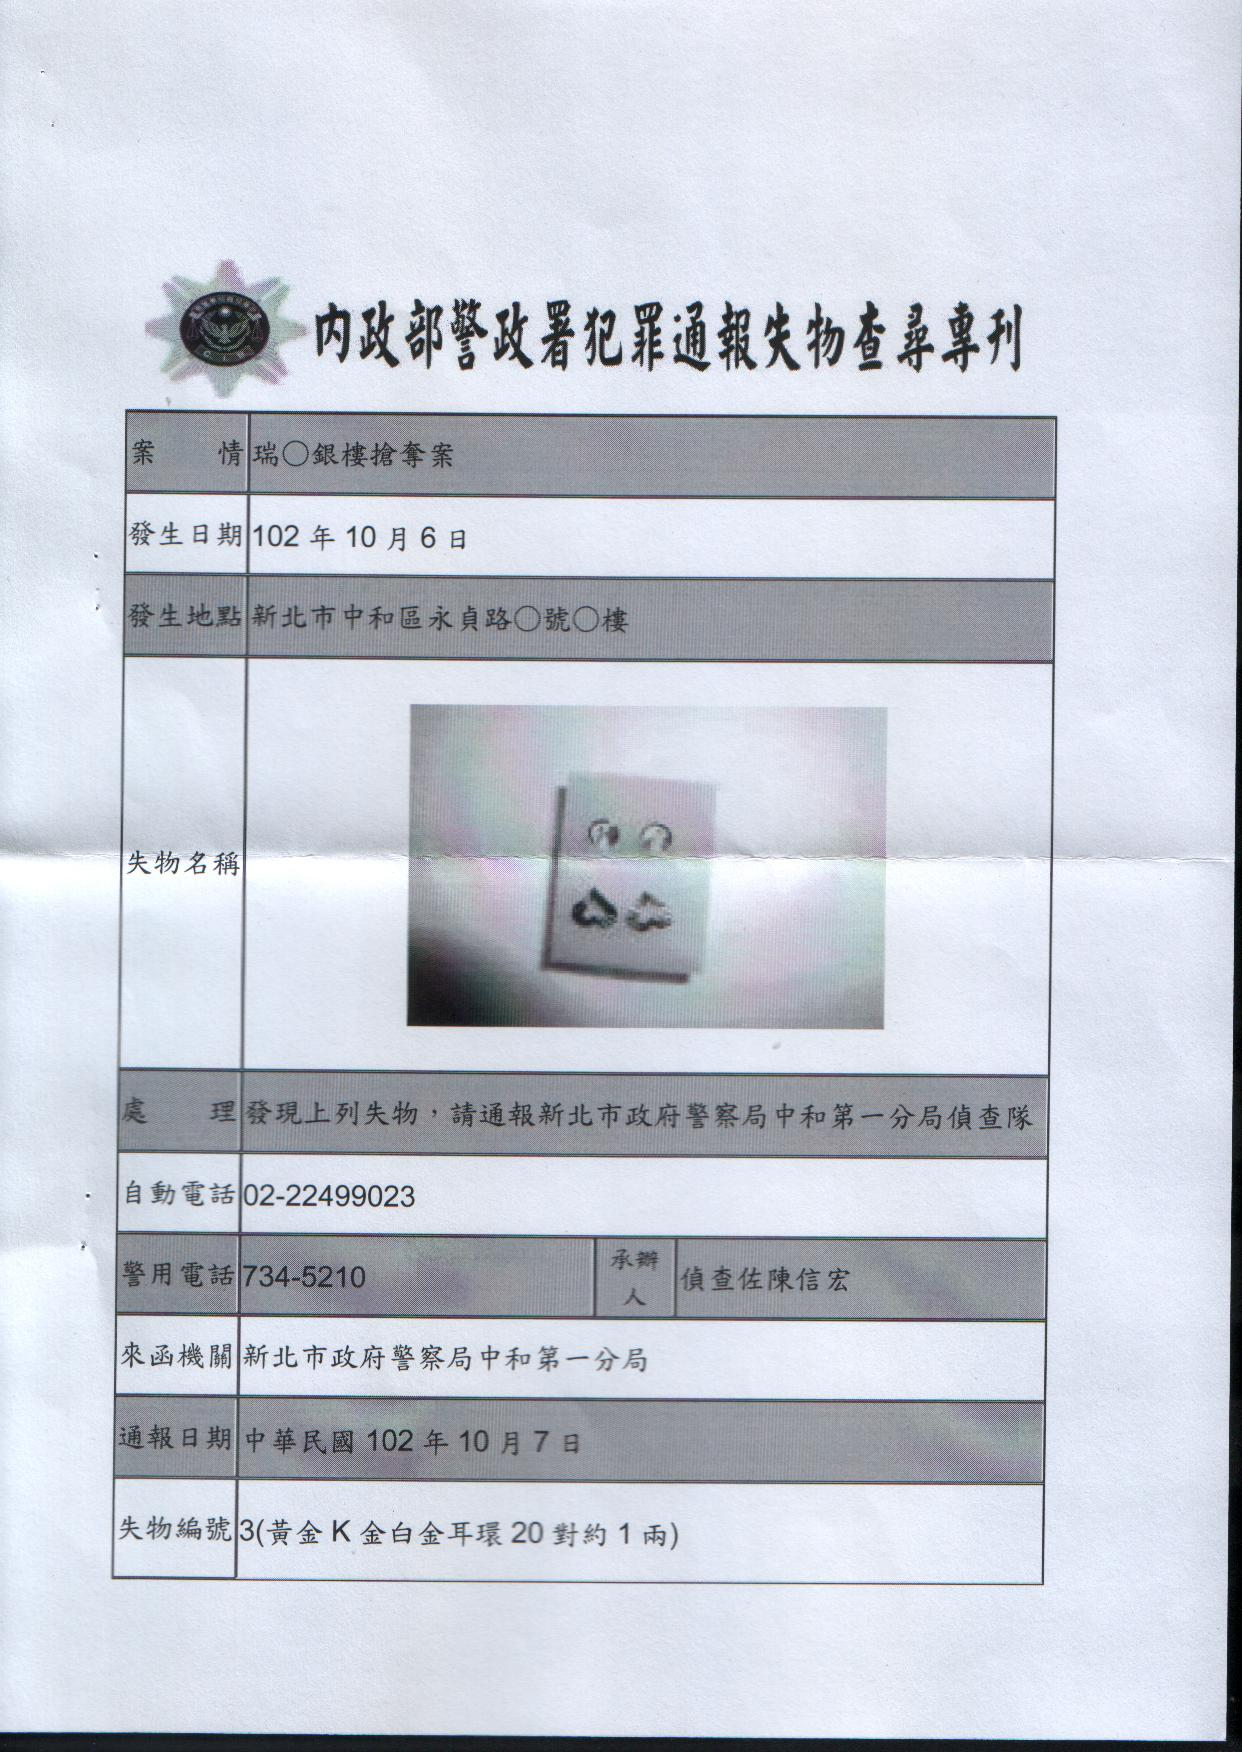 內政部警政署犯罪通報失物查尋專刊
案情 瑞○銀樓搶奪案
發生日期 102 年 10 月 6 日
發生地點 新北市中和區永貞路○號○樓
失物名稱
處理 發現上列失物，請通報新北市政府警察局中和第一分局偵查隊
自動電話 02-22499023
警用電話 734-5210 承辦人 偵查佐陳信宏
來函機關 新北市政府警察局中和第一分局
通報日期 中華民國 102 年 10 月 7 日
失物編號 3(黃金 K 金白金耳環 20 對約 1 兩)